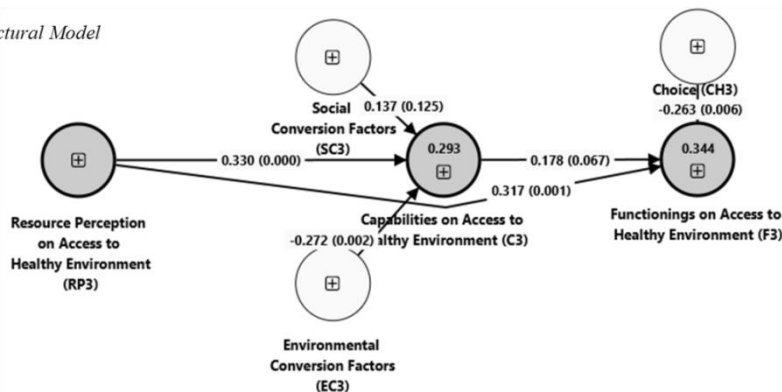 ctural Model
Social
Conversion Factors
(SC3)
0.137 (0.125)
Choice (CH3)
-0.263 (0.006)
0.293
0.344
0.330 (0.000)
0.178 (0.067)
0.317 (0.001)
Resource Perception
on Access to
Healthy Environment
(RP3)
Capabilities on Access to
althy Environment (C3)
Functionings on Access to
Healthy Environment (F3)
-0.272 (0.002)
Environmental
Conversion Factors
(EC3)